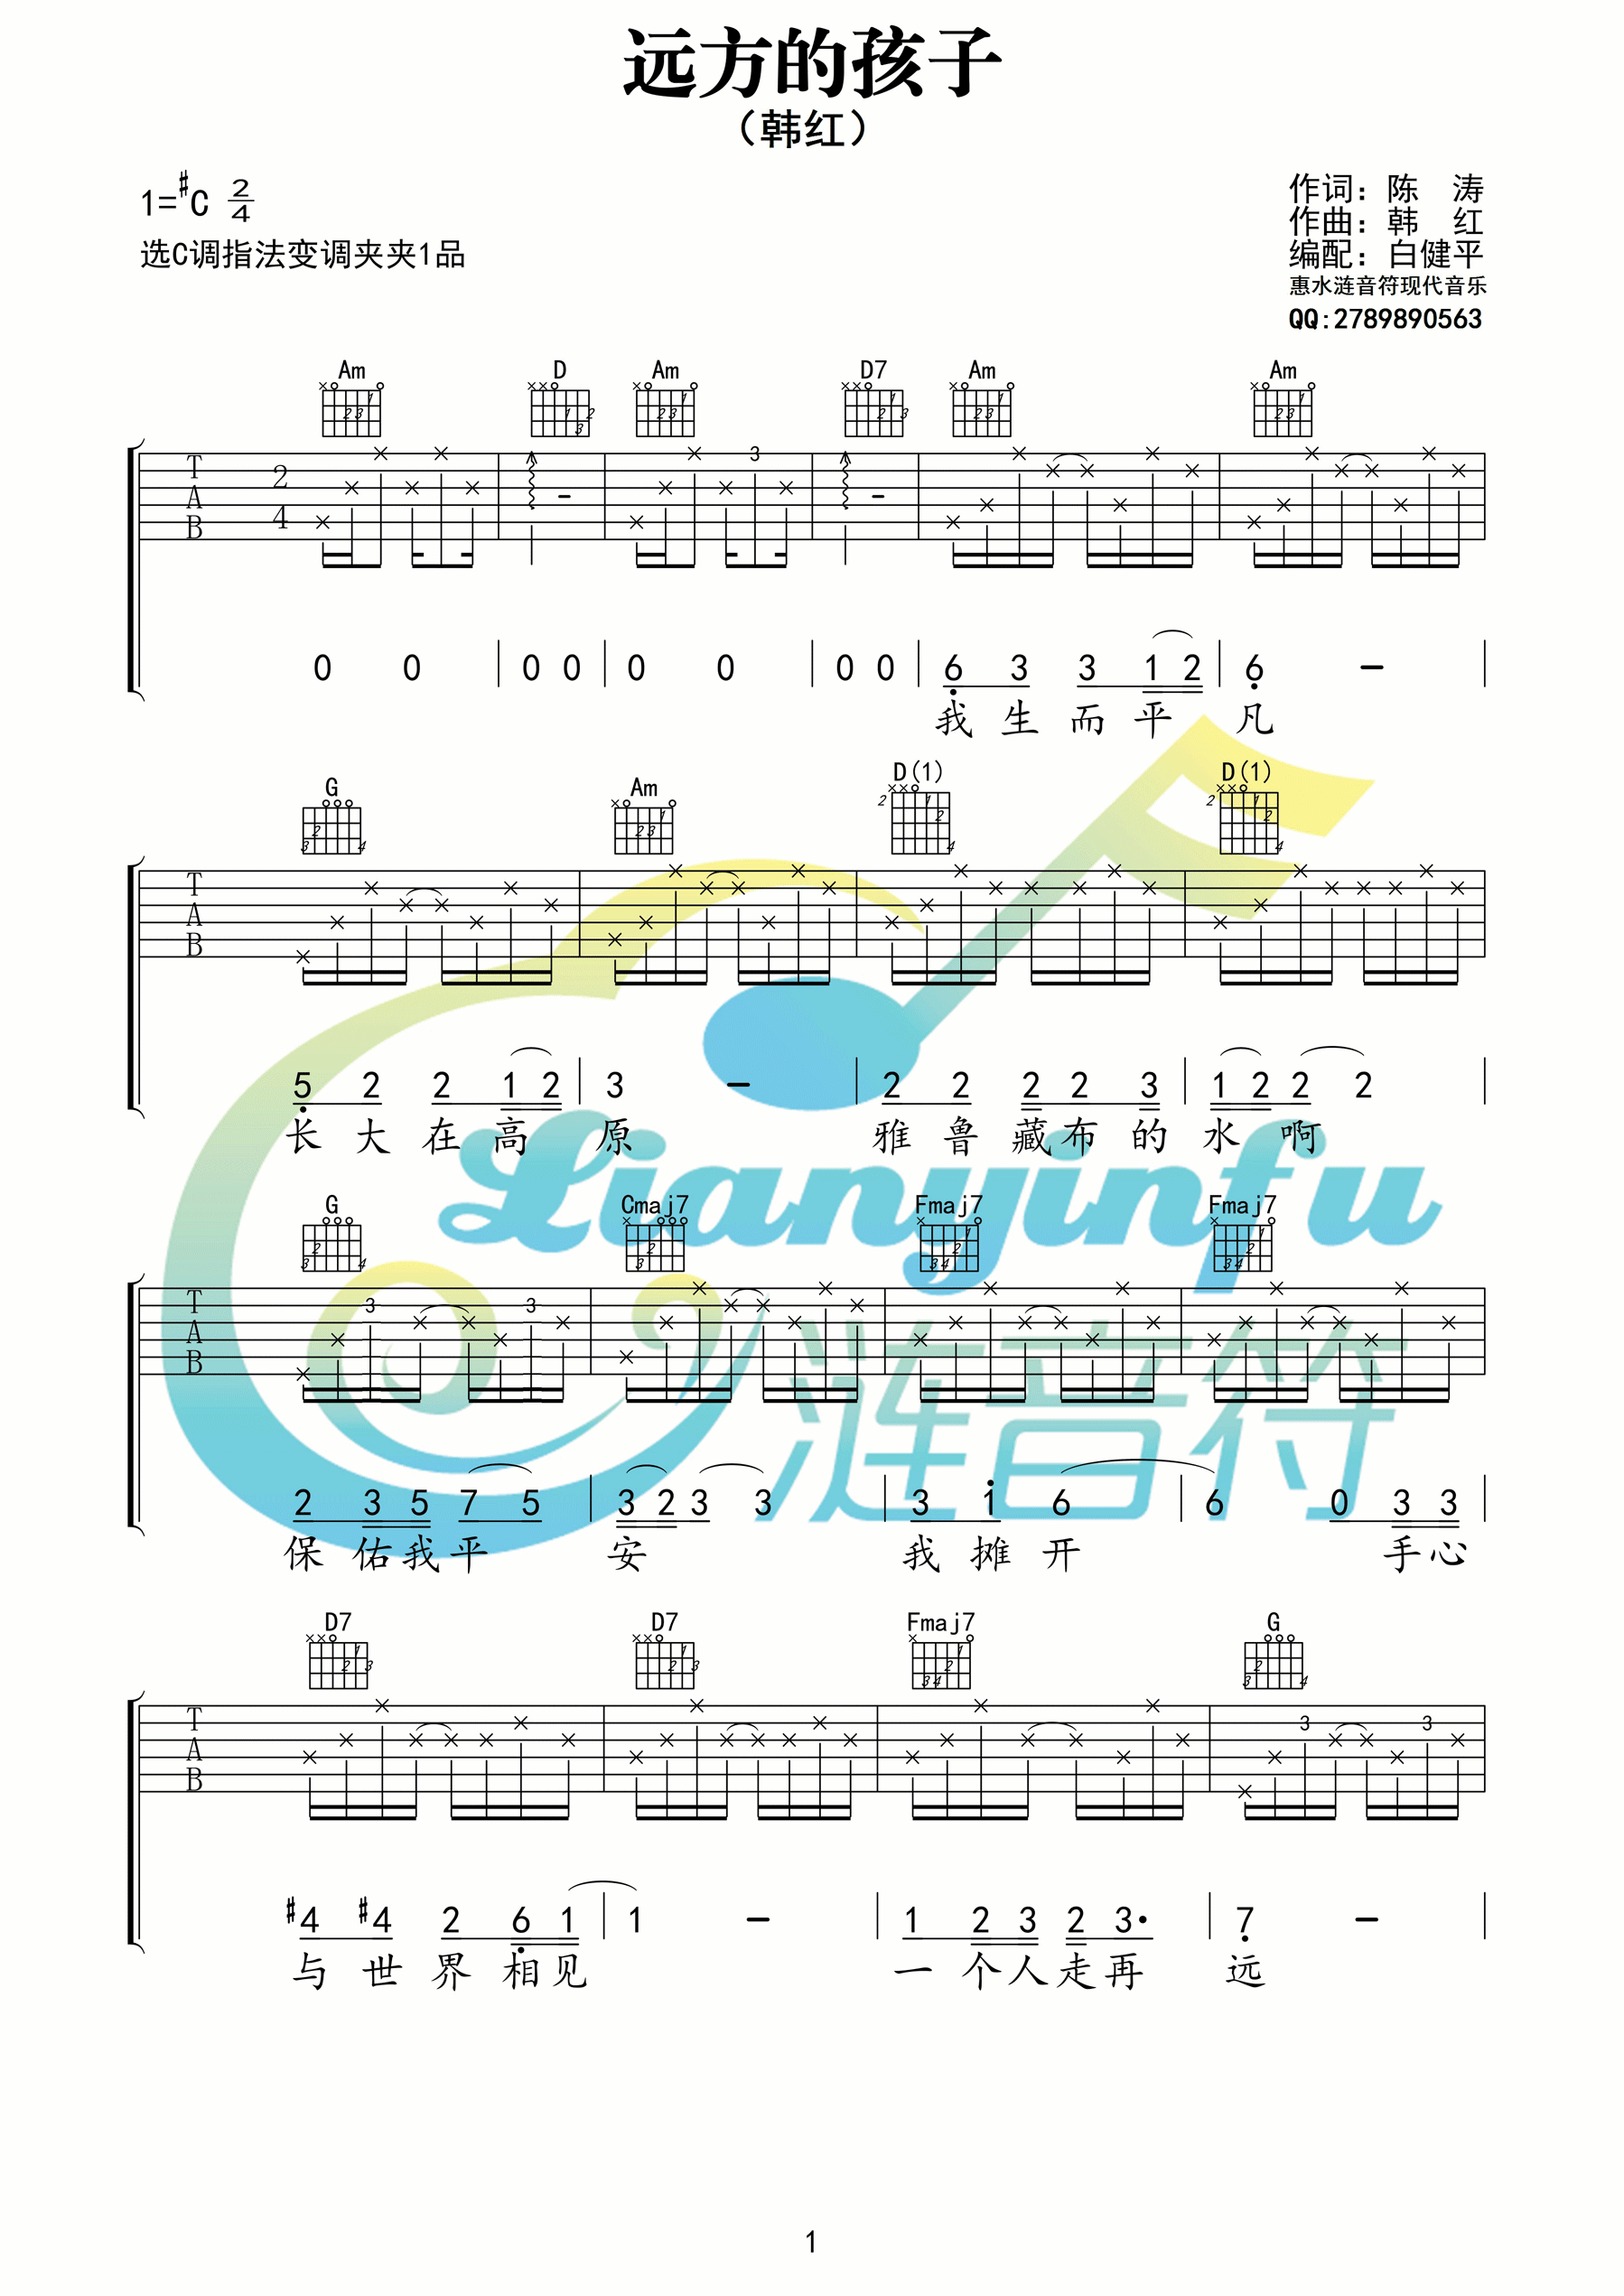 远方的孩子
（韩红）
1=#C 2/4
选C调指法变调夹夹1品
作词：陈 涛
作曲：韩 红
编配：白健平
惠水涟音符现代音乐
QQ:2789890563
Am D Am D7 Am Am
T A B 2 4 3
0 0 | 0 0 | 0 0 | 0 0 | 6 3 3 1 2 | 6 - |
我 生 而 平 凡
G Am D(1) D(1)
T A B
5 2 2 1 2 | 3 - | 2 2 2 2 3 | 1 2 2 2 |
长 大 在 高 原 雅 鲁 藏 布 的 水 啊
Lianyinfu
G Cmaj7 Fmaj7 Fmaj7
T A B 3 3
涟音符
2 3 5 7 5 | 3 2 3 3 | 3 1 6 | 6 0 3 3 |
保 佑 我 平 安 我 摊 开 手 心
D7 D7 Fmaj7 G
T A B 3 3
#4 #4 2 6 1 | 1 - | 1 2 3 2 3· | 7 - |
与 世 界 相 见 一 个 人 走 再 远
1